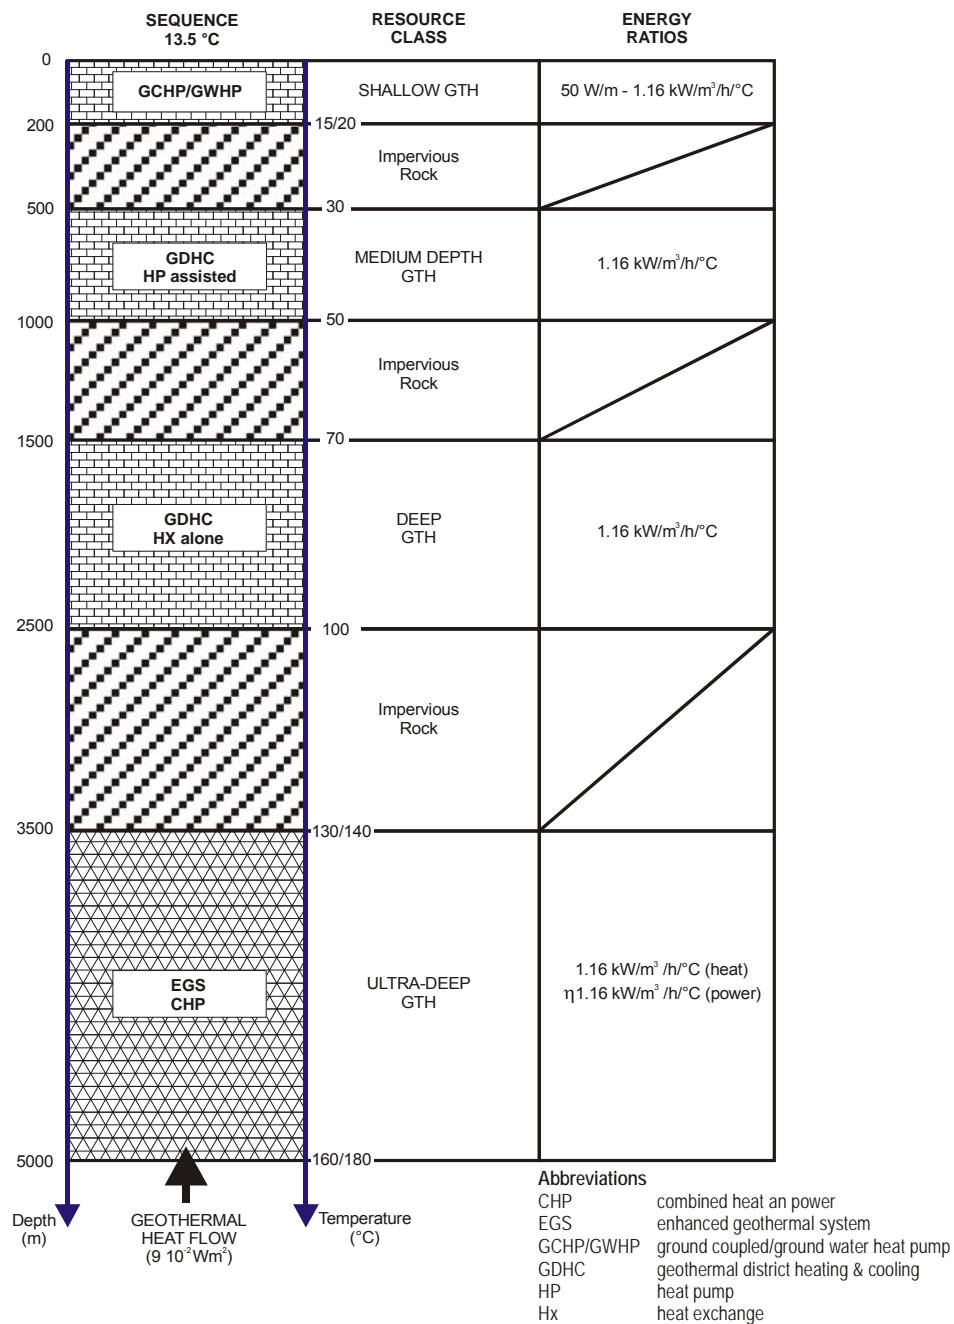 SEQUENCE
13.5 °C
RESOURCE
CLASS
ENERGY
RATIOS
0
GCHP/GWHP
SHALLOW GTH
50 W/m - 1.16 kW/m³/h/°C
200
15/20
Impervious
Rock
500
30
GDHC
HP assisted
MEDIUM DEPTH
GTH
1.16 kW/m³/h/°C
1000
50
Impervious
Rock
1500
70
GDHC
HX alone
DEEP
GTH
1.16 kW/m³/h/°C
2500
100
Impervious
Rock
3500
130/140
EGS
CHP
ULTRA-DEEP
GTH
1.16 kW/m³ /h/°C (heat)
η1.16 kW/m³ /h/°C (power)
5000
160/180
Depth
(m)
GEOTHERMAL
HEAT FLOW
(9 10⁻²Wm⁻²)
Temperature
(°C)
Abbreviations
CHP combined heat an power
EGS enhanced geothermal system
GCHP/GWHP ground coupled/ground water heat pump
GDHC geothermal district heating & cooling
HP heat pump
Hx heat exchange